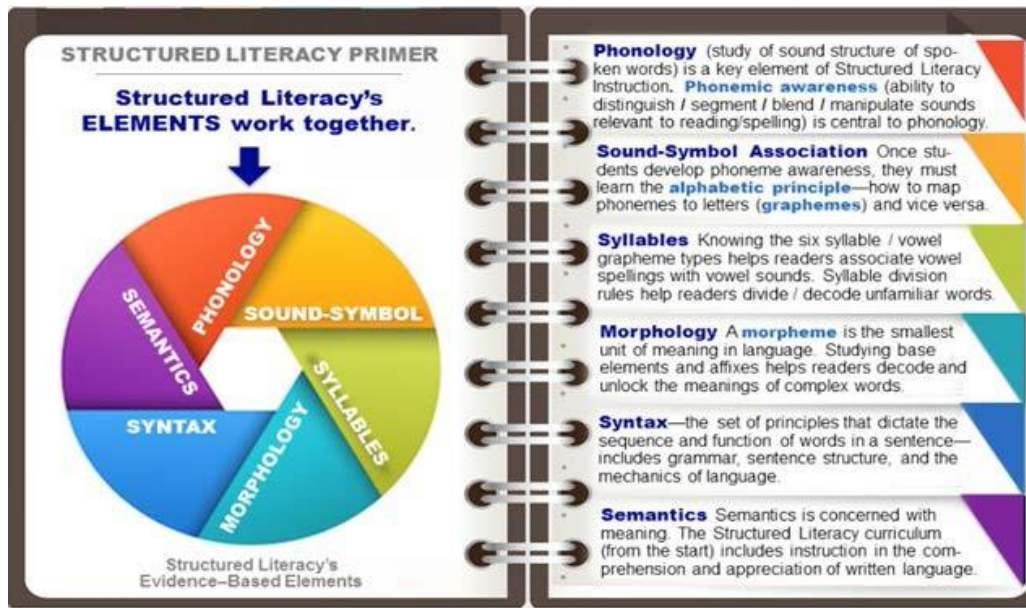 STRUCTURED LITERACY PRIMER
Structured Literacy's
ELEMENTS work together.
PHONOLOGY
SOUND-SYMBOL
SYLLABLES
MORPHOLOGY
SYNTAX
SEMANTICS
Structured Literacy's
Evidence–Based Elements
Phonology (study of sound structure of spo-
ken words) is a key element of Structured Literacy
Instruction. Phonemic awareness (ability to
distinguish / segment / blend / manipulate sounds
relevant to reading/spelling) is central to phonology.
Sound-Symbol Association Once stu-
dents develop phoneme awareness, they must
learn the alphabetic principle—how to map
phonemes to letters (graphemes) and vice versa.
Syllables Knowing the six syllable / vowel
grapheme types helps readers associate vowel
spellings with vowel sounds. Syllable division
rules help readers divide / decode unfamiliar words.
Morphology A morpheme is the smallest
unit of meaning in language. Studying base
elements and affixes helps readers decode and
unlock the meanings of complex words.
Syntax—the set of principles that dictate the
sequence and function of words in a sentence—
includes grammar, sentence structure, and the
mechanics of language.
Semantics Semantics is concerned with
meaning. The Structured Literacy curriculum
(from the start) includes instruction in the com-
prehension and appreciation of written language.